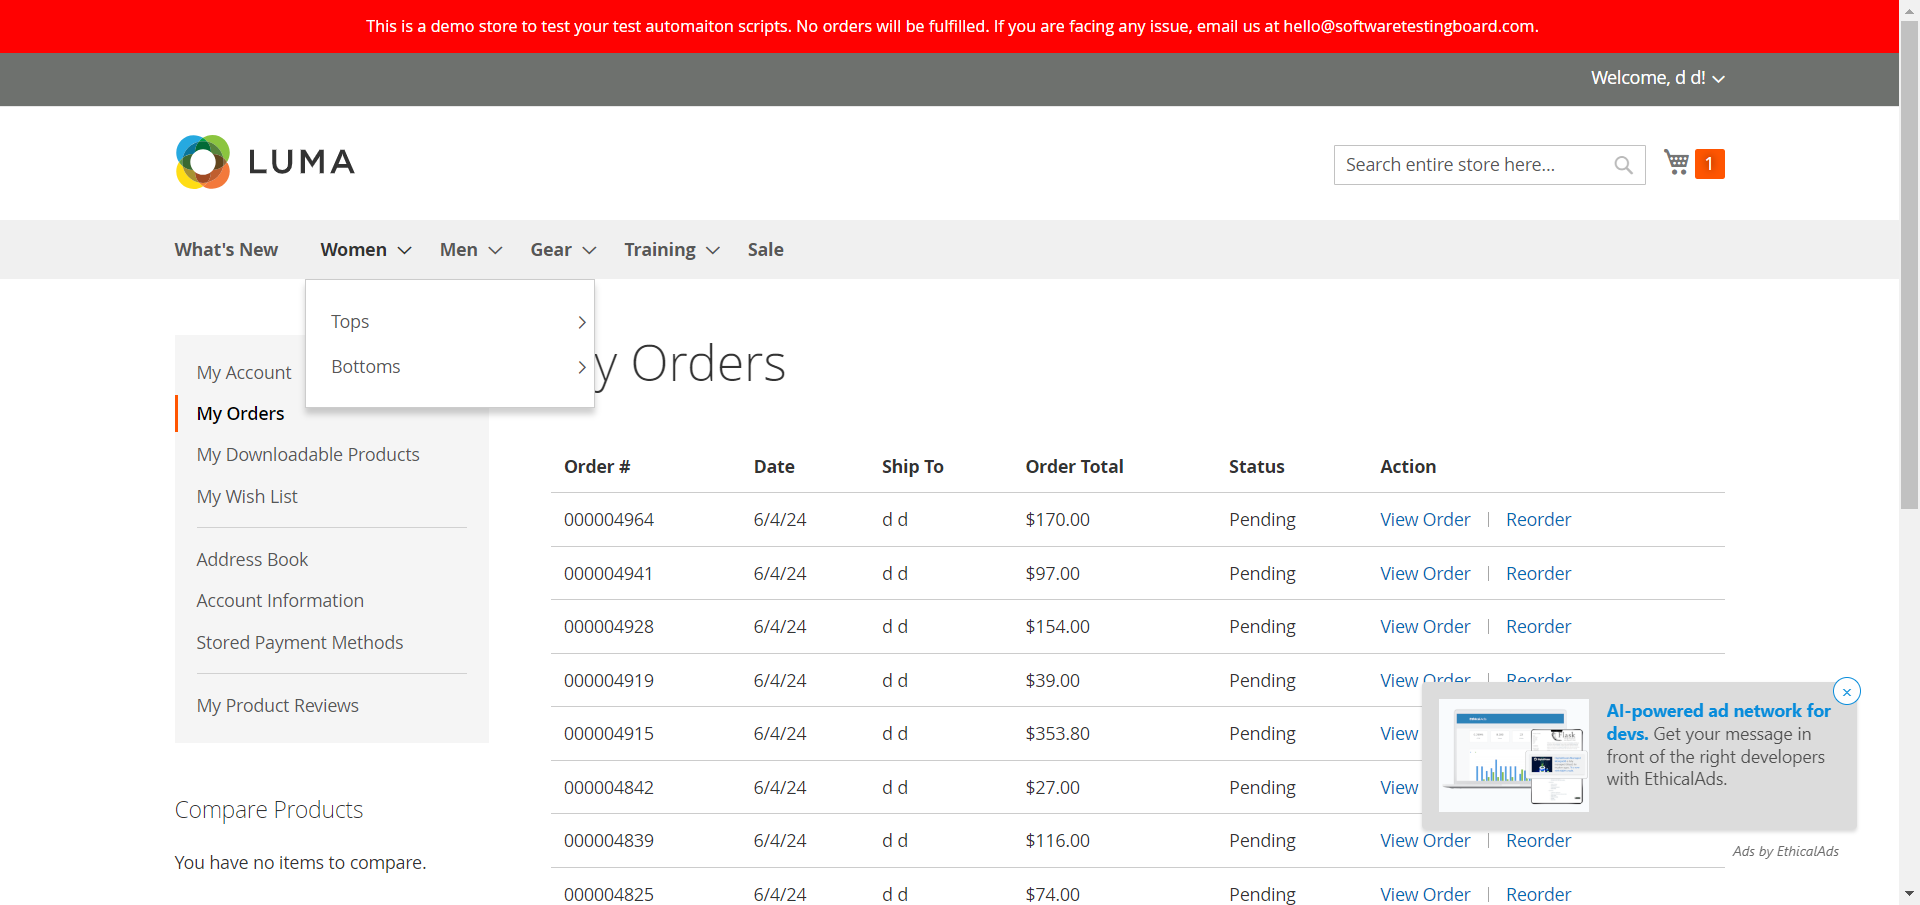 This is a demo store to test your test automaiton scripts. No orders will be fulfilled. If you are facing any issue, email us at hello@softwaretestingboard.com.
Welcome, d d!
LUMA
Search entire store here...
1
What's New Women Men Gear Training Sale
Tops
Bottoms
y Orders
My Account
My Orders
My Downloadable Products
My Wish List
Address Book
Account Information
Stored Payment Methods
My Product Reviews
Compare Products
You have no items to compare.
Order # Date Ship To Order Total Status Action
000004964 6/4/24 d d $170.00 Pending View Order | Reorder
000004941 6/4/24 d d $97.00 Pending View Order | Reorder
000004928 6/4/24 d d $154.00 Pending View Order | Reorder
000004919 6/4/24 d d $39.00 Pending View Order | Reorder
000004915 6/4/24 d d $353.80 Pending View
000004842 6/4/24 d d $27.00 Pending View
000004839 6/4/24 d d $116.00 Pending View Order | Reorder
000004825 6/4/24 d d $74.00 Pending View Order | Reorder
AI-powered ad network for
devs. Get your message in
front of the right developers
with EthicalAds.
Ads by EthicalAds